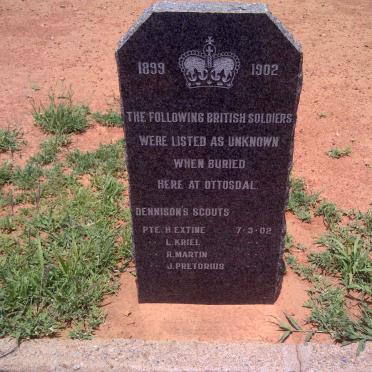 1899 1902
THE FOLLOWING BRITISH SOLDIERS
WERE LISTED AS UNKNOWN
WHEN BURIED
HERE AT OTTOSDAL
DENNISON'S SCOUTS
PTE. H. EXTINE 7-3-02
L. KRIEL
R. MARTIN
J. PRETORIUS